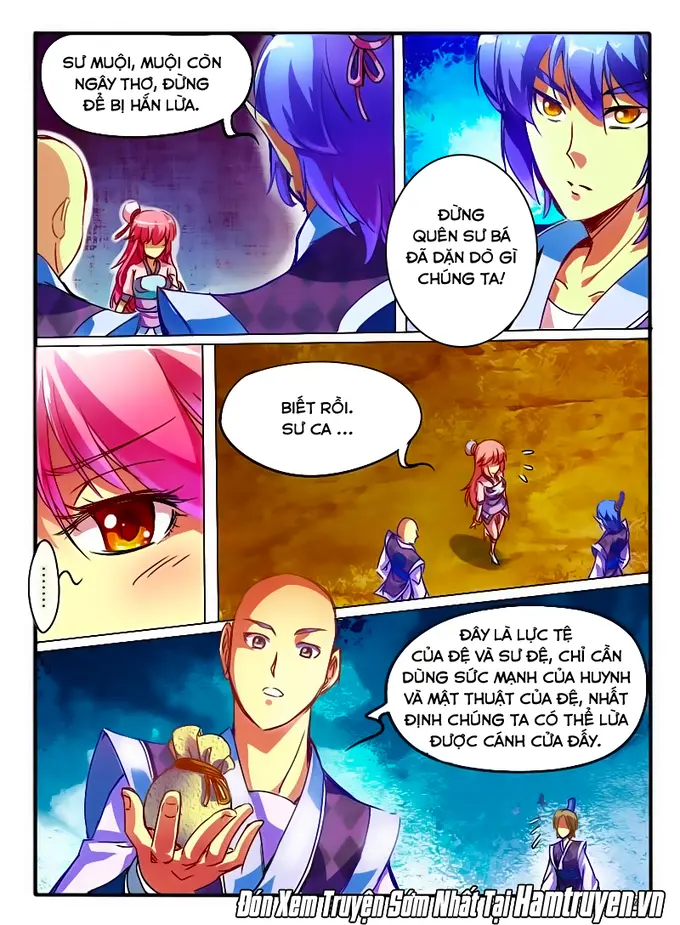 SƯ MUỘI, MUỘI CÒN
NGÂY THƠ, ĐỪNG
ĐỂ BỊ HẮN LỪA.
ĐỪNG
QUÊN SƯ BÁ
ĐÃ DẶN DÒ GÌ
CHÚNG TA!
BIẾT RỒI.
SƯ CA ...
.......
ĐÂY LÀ LỰC TỆ
CỦA ĐỆ VÀ SƯ ĐỆ, CHỈ CẦN
DÙNG SỨC MẠNH CỦA HUYNH
VÀ MẬT THUẬT CỦA ĐỆ, NHẤT
ĐỊNH CHÚNG TA CÓ THỂ LỪA
ĐƯỢC CÁNH CỬA ĐẤY.
Đón Xem Truyện Sớm Nhất Tại Hamtruyen.vn